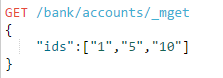 GET /bank/accounts/_mget
{
"ids":["1","5","10"]
}